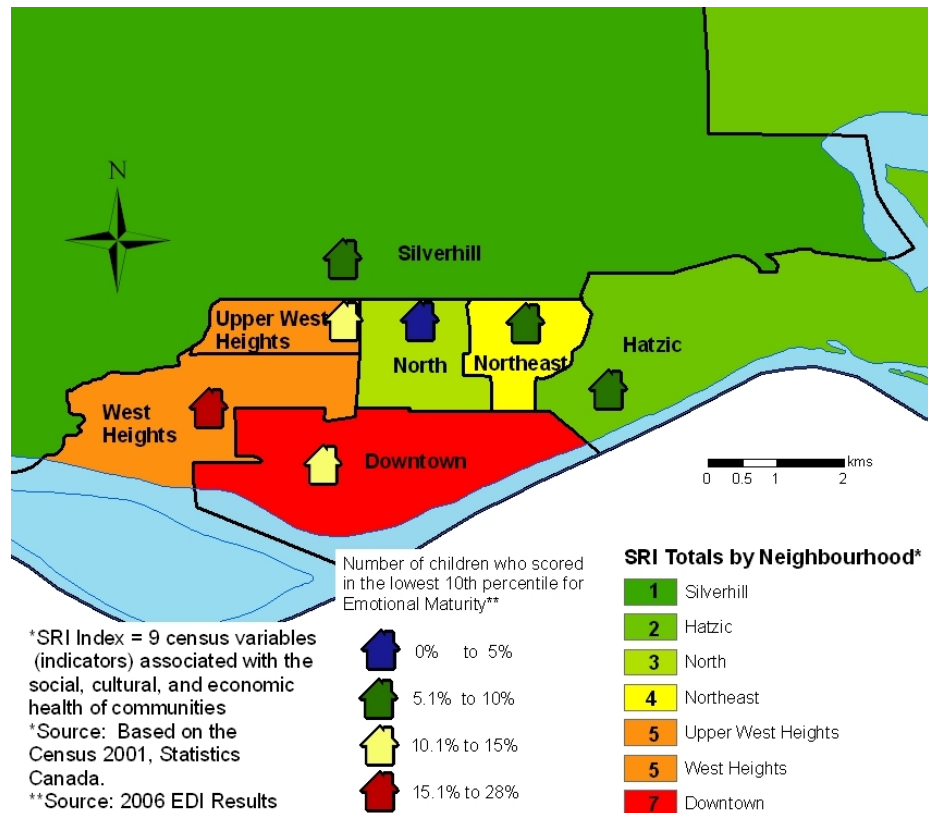 N
Silverhill
Upper West
Heights
North
Northeast
Hatzic
West
Heights
Downtown
kms
0 0.5 1 2
Number of children who scored
in the lowest 10th percentile for
Emotional Maturity**
0% to 5%
5.1% to 10%
10.1% to 15%
15.1% to 28%
*SRI Index = 9 census variables
(indicators) associated with the
social, cultural, and economic
health of communities
*Source: Based on the
Census 2001, Statistics
Canada.
**Source: 2006 EDI Results
SRI Totals by Neighbourhood*
1 Silverhill
2 Hatzic
3 North
4 Northeast
5 Upper West Heights
5 West Heights
7 Downtown